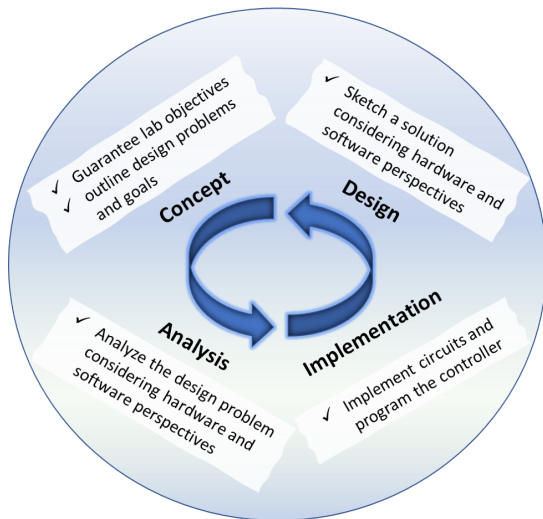 ✓ Guarantee lab objectives
✓ outline design problems
and goals
Concept
✓ Sketch a solution
considering hardware and
software perspectives
Design
Analysis
✓ Analyze the design problem
considering hardware and
software perspectives
Implementation
✓ Implement circuits and
program the controller